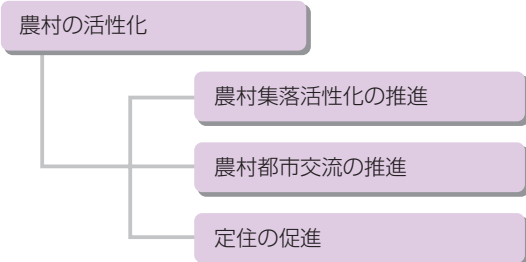 農村の活性化
農村集落活性化の推進
農村都市交流の推進
定住の促進